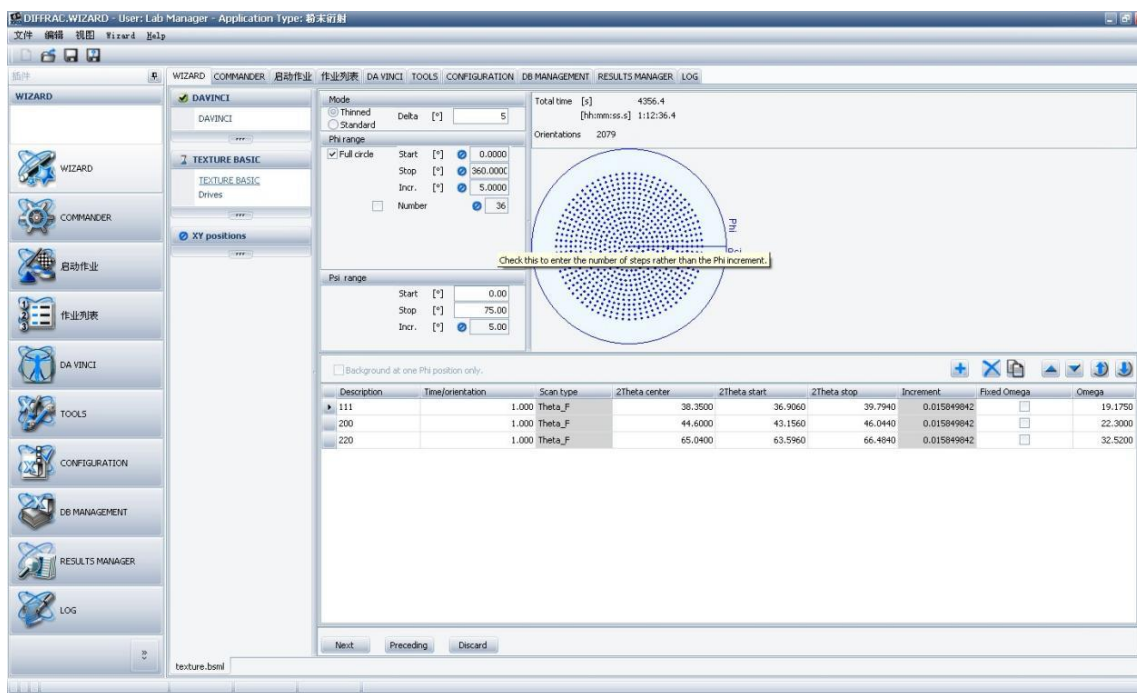 DIFFRAC.WIZARD - User: Lab Manager - Application Type: 粉末衍射
文件 编辑 视图 Wizard Help
插件
WIZARD COMMANDER 启动作业 作业列表 DA VINCI TOOLS CONFIGURATION DB MANAGEMENT RESULTS MANAGER LOG
WIZARD
WIZARD
COMMANDER
启动作业
作业列表
DA VINCI
TOOLS
CONFIGURATION
DB MANAGEMENT
RESULTS MANAGER
LOG
DAVINCI
DAVINCI
TEXTURE BASIC
TEXTURE BASIC
Drives
XY positions
Mode
Thinned Delta [°] 5
Standard
Phi range
Full circle Start [°] 0.0000
Stop [°] 360.000
Incr. [°] 5.0000
Number 36
Psi range
Start [°] 0.00
Stop [°] 75.00
Incr. [°] 5.00
Total time [s] 4356.4
[hh:mm:ss.s] 1:12:36.4
Orientations 2079
Phi
Check this to enter the number of steps rather than the Phi increment.
Background at one Phi position only.
Description Time/orientation Scan type 2Theta center 2Theta start 2Theta stop Increment Fixed Omega Omega
111 1.000 Theta_F 38.3500 36.9060 39.7940 0.015849842 19.1750
200 1.000 Theta_F 44.6000 43.1560 46.0440 0.015849842 22.3000
220 1.000 Theta_F 65.0400 63.5960 66.4840 0.015849842 32.5200
Next Preceding Discard
texture.bsml